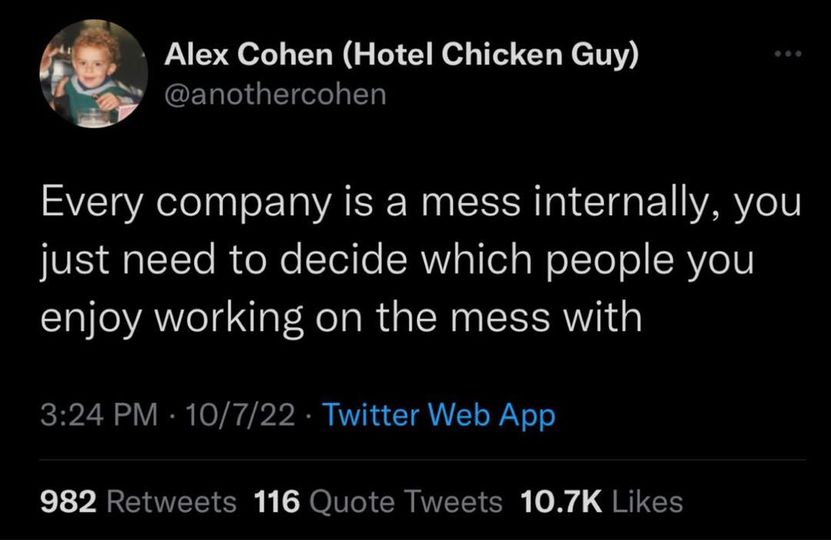 Alex Cohen (Hotel Chicken Guy)
@anothercohen
Every company is a mess internally, you
just need to decide which people you
enjoy working on the mess with
3:24 PM · 10/7/22 · Twitter Web App
982 Retweets 116 Quote Tweets 10.7K Likes